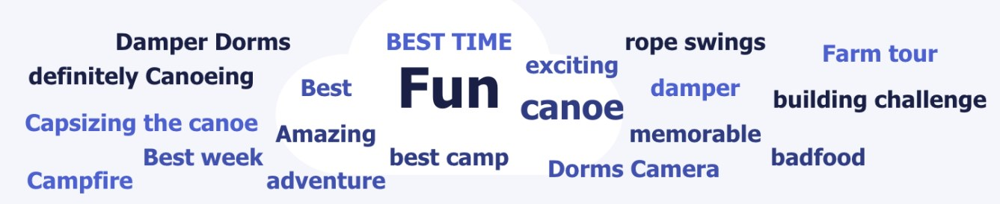 Damper Dorms
BEST TIME
rope swings
Farm tour
exciting
definitely Canoeing
Best
Fun
damper
building challenge
canoe
Capsizing the canoe
Amazing
memorable
Best week
best camp
badfood
Dorms Camera
Campfire
adventure